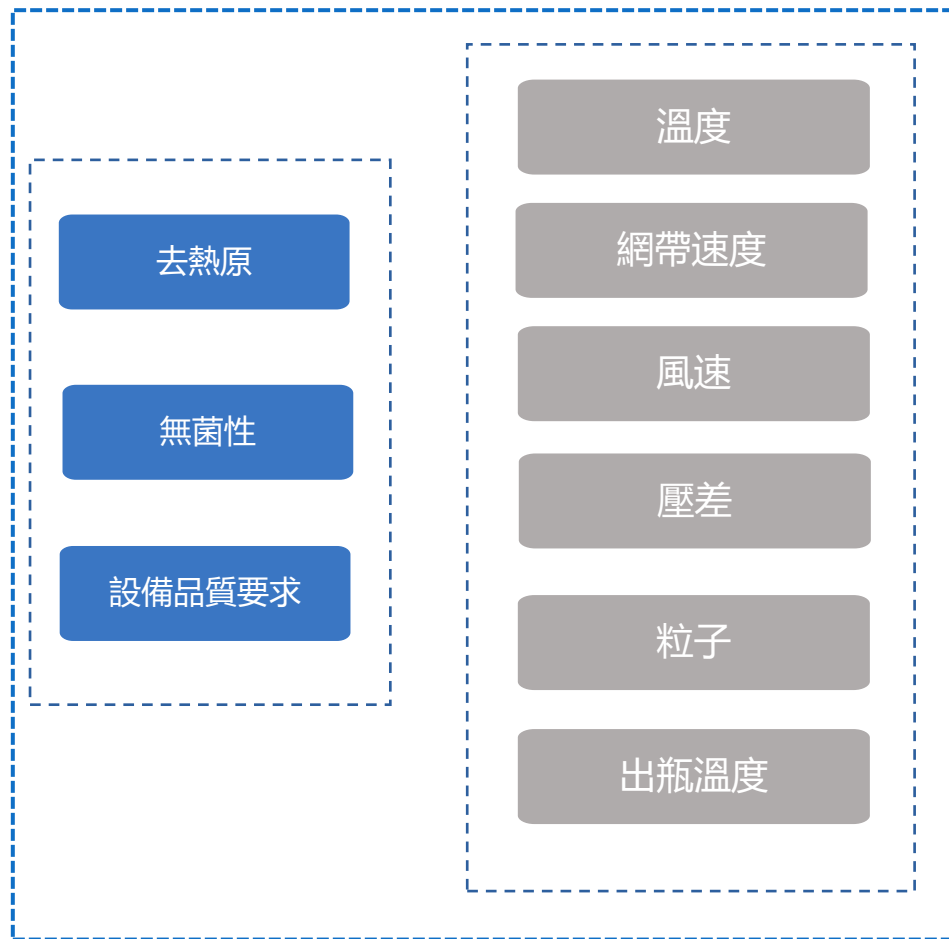 去熱原
無菌性
設備品質要求
溫度
網帶速度
風速
壓差
粒子
出瓶溫度